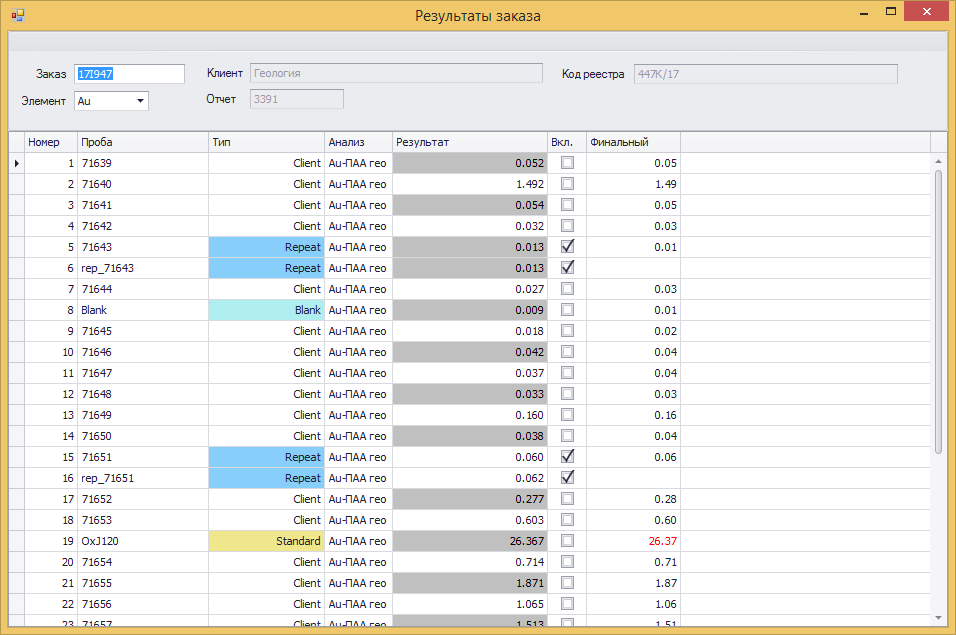 Результаты заказа
Заказ 17I947 Клиент Геология Код реестра 447К/17
Элемент Au Отчет 3391
Номер Проба Тип Анализ Результат Вкл. Финальный
1 71639 Client Au-ПАА гео 0.052 0.05
2 71640 Client Au-ПАА гео 1.492 1.49
3 71641 Client Au-ПАА гео 0.054 0.05
4 71642 Client Au-ПАА гео 0.032 0.03
5 71643 Repeat Au-ПАА гео 0.013 0.01
6 rep_71643 Repeat Au-ПАА гео 0.013
7 71644 Client Au-ПАА гео 0.027 0.03
8 Blank Blank Au-ПАА гео 0.009 0.01
9 71645 Client Au-ПАА гео 0.018 0.02
10 71646 Client Au-ПАА гео 0.042 0.04
11 71647 Client Au-ПАА гео 0.037 0.04
12 71648 Client Au-ПАА гео 0.033 0.03
13 71649 Client Au-ПАА гео 0.160 0.16
14 71650 Client Au-ПАА гео 0.038 0.04
15 71651 Repeat Au-ПАА гео 0.060 0.06
16 rep_71651 Repeat Au-ПАА гео 0.062
17 71652 Client Au-ПАА гео 0.277 0.28
18 71653 Client Au-ПАА гео 0.603 0.60
19 OxJ120 Standard Au-ПАА гео 26.367 26.37
20 71654 Client Au-ПАА гео 0.714 0.71
21 71655 Client Au-ПАА гео 1.871 1.87
22 71656 Client Au-ПАА гео 1.065 1.06
23 71657 Client Au-ПАА гео 1.513 1.51